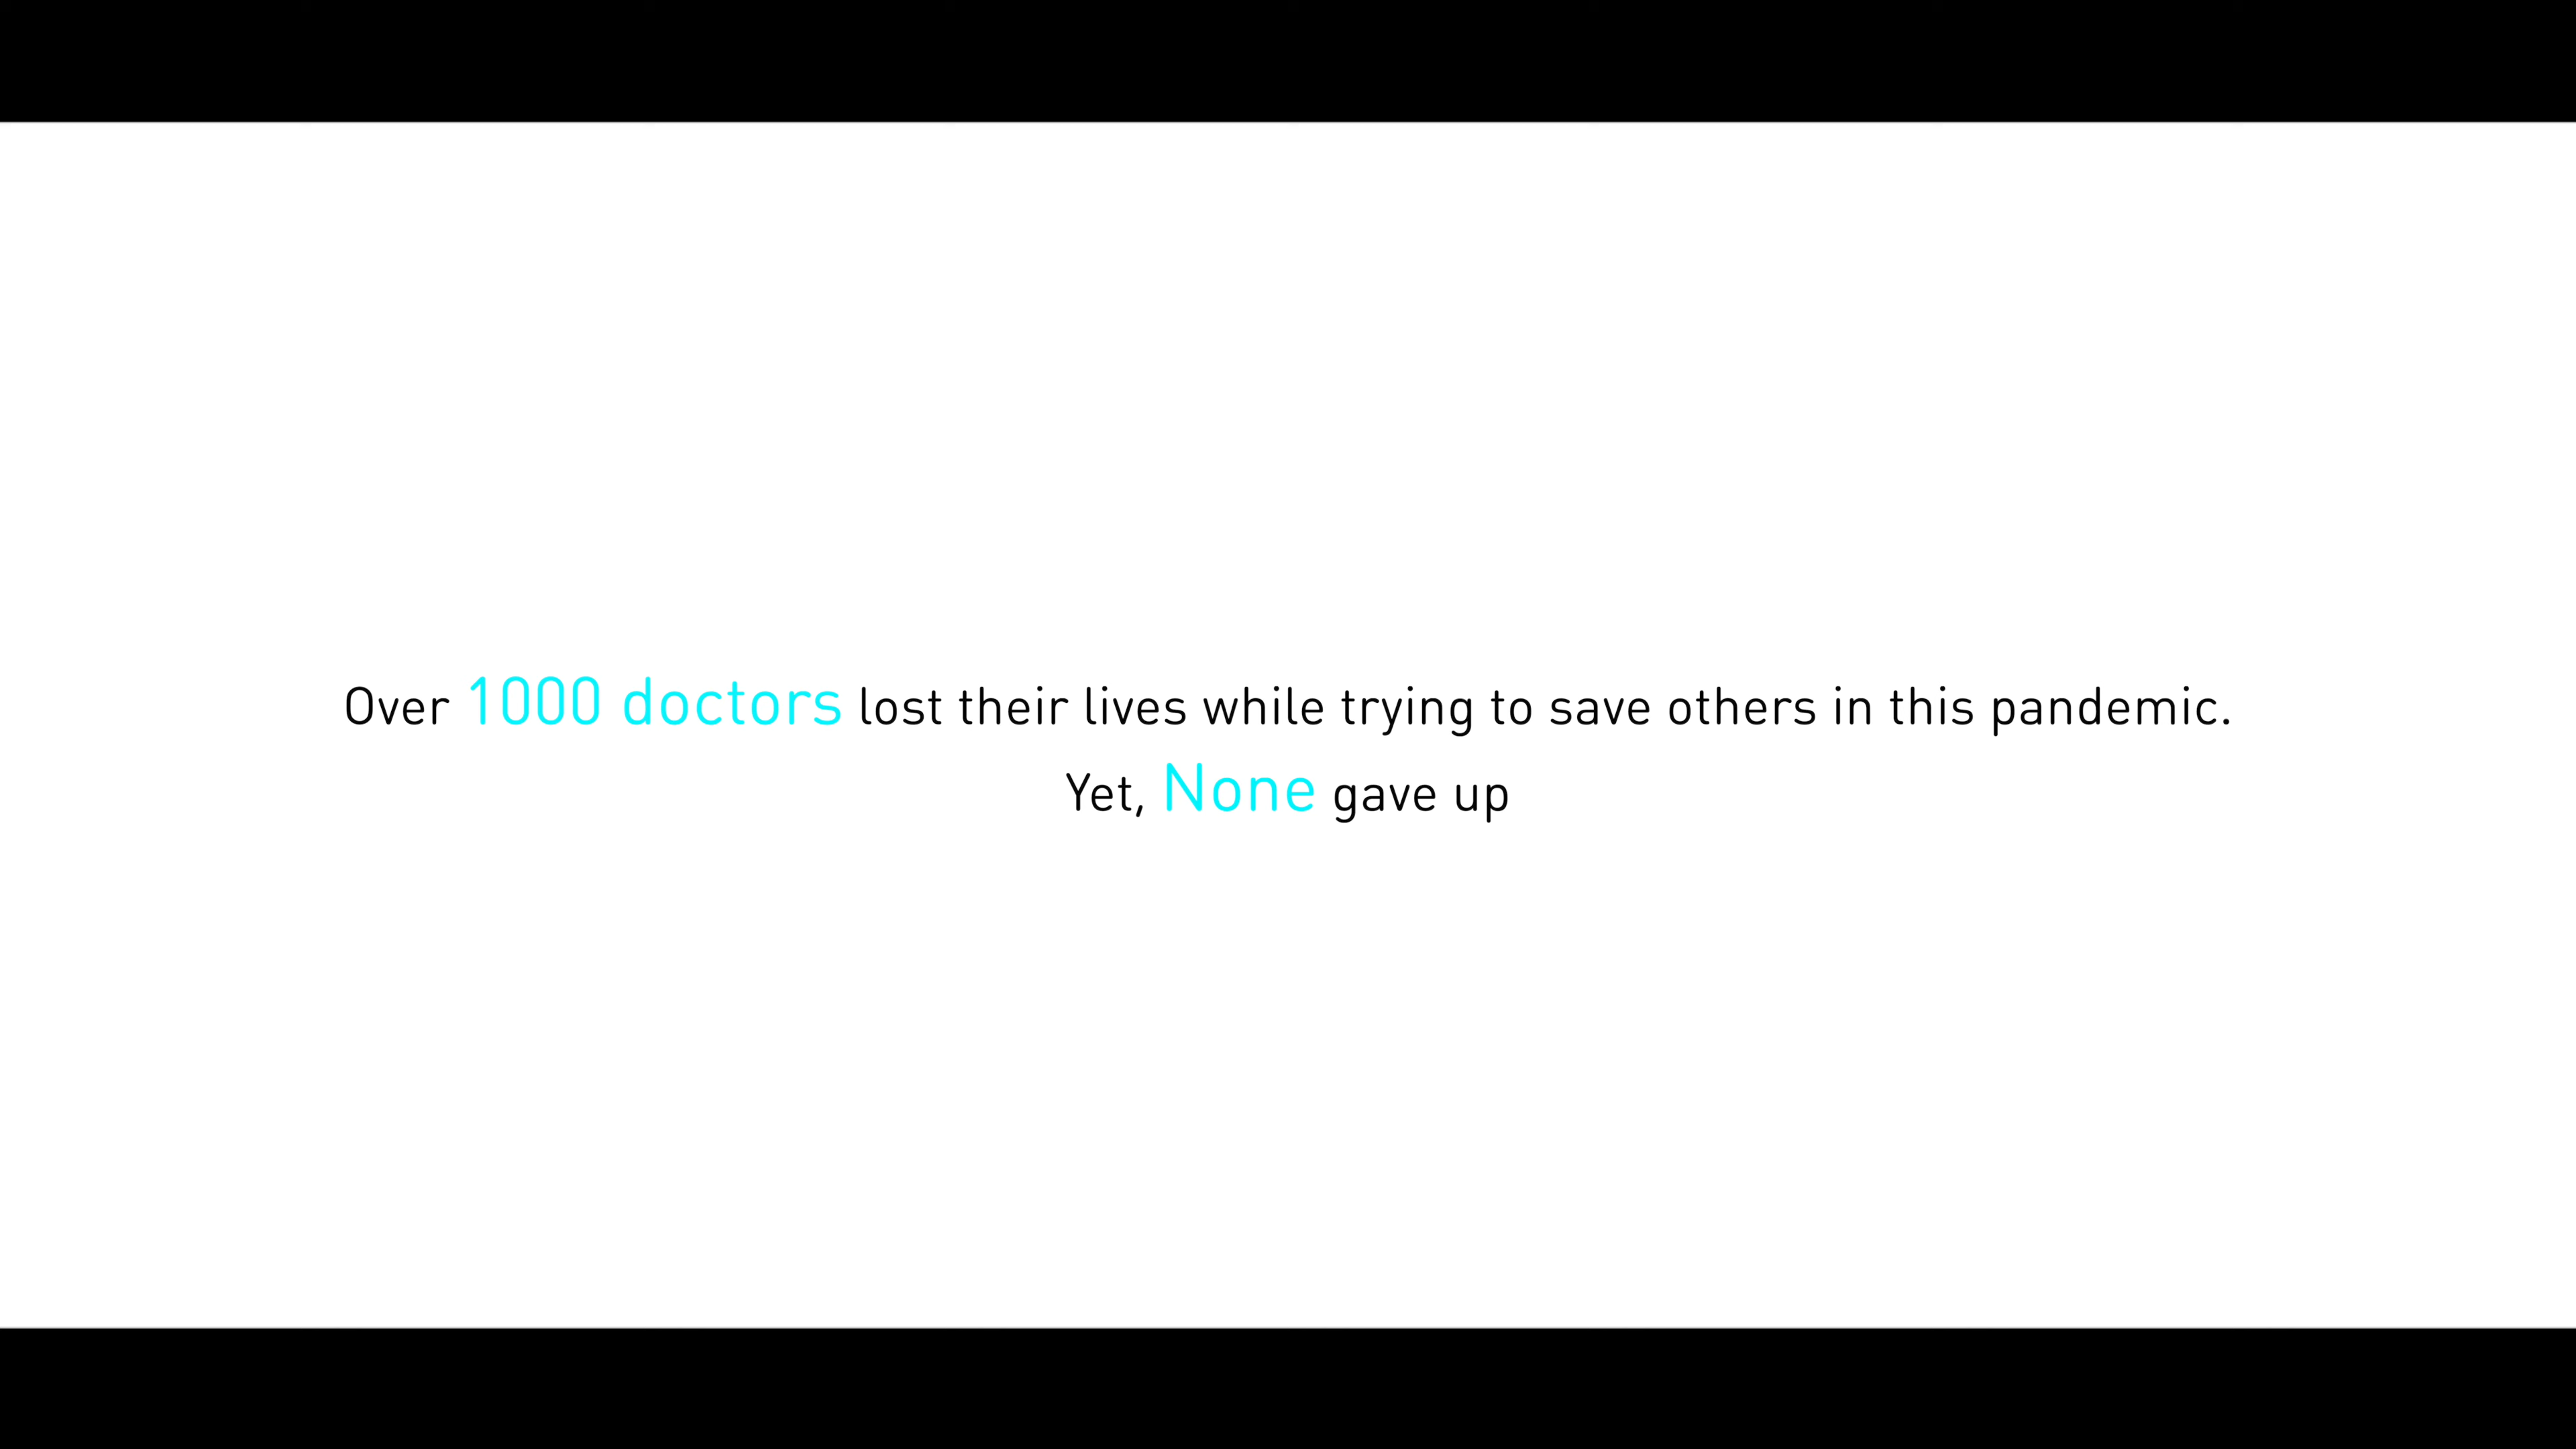 Over 1000 doctors lost their lives while trying to save others in this pandemic.
Yet, None gave up